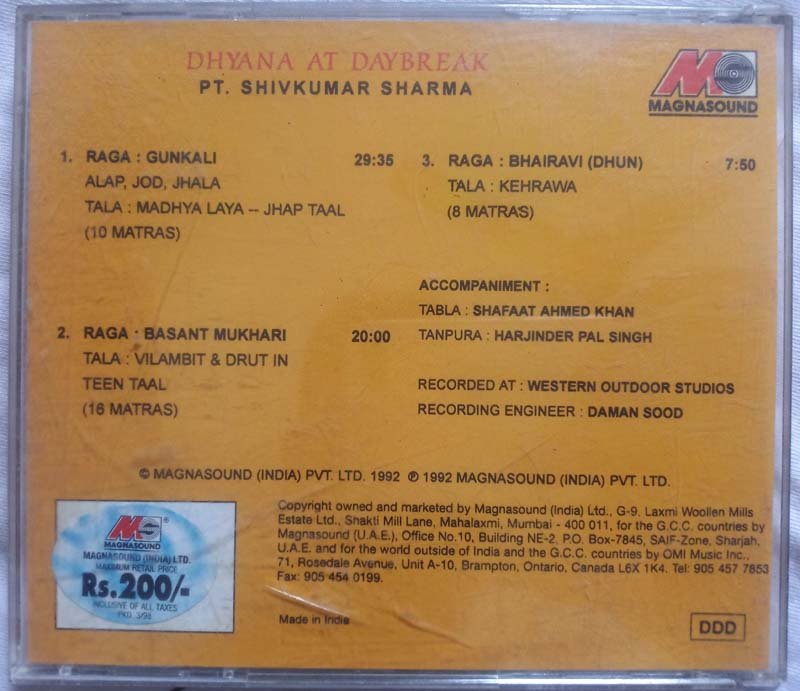 DHYANA AT DAYBREAK
PT. SHIVKUMAR SHARMA
MAGNASOUND
1. RAGA : GUNKALI 29:35
ALAP, JOD, JHALA
TALA : MADHYA LAYA -- JHAP TAAL
(10 MATRAS)
2. RAGA : BASANT MUKHARI 20:00
TALA : VILAMBIT & DRUT IN
TEEN TAAL
(16 MATRAS)
3. RAGA : BHAIRAVI (DHUN) 7:50
TALA : KEHRAWA
(8 MATRAS)
ACCOMPANIMENT :
TABLA : SHAFAAT AHMED KHAN
TANPURA : HARJINDER PAL SINGH
RECORDED AT : WESTERN OUTDOOR STUDIOS
RECORDING ENGINEER : DAMAN SOOD
© MAGNASOUND (INDIA) PVT. LTD. 1992 ℗ 1992 MAGNASOUND (INDIA) PVT. LTD.
MAGNASOUND
MAGNASOUND (INDIA) LTD.
MAXIMUM RETAIL PRICE
Rs.200/-
INCLUSIVE OF ALL TAXES
PKD. 3/98
Copyright owned and marketed by Magnasound (India) Ltd., G-9. Laxmi Woollen Mills
Estate Ltd., Shakti Mill Lane, Mahalaxmi, Mumbai - 400 011, for the G.C.C. countries by
Magnasound (U.A.E.), Office No.10, Building NE-2, P.O. Box-7845, SAIF-Zone, Sharjah,
U.A.E. and for the world outside of India and the G.C.C. countries by OMI Music Inc.,
71, Rosedale Avenue, Unit A-10, Brampton, Ontario, Canada L6X 1K4. Tel: 905 457 7853
Fax: 905 454 0199.
Made in India
DDD